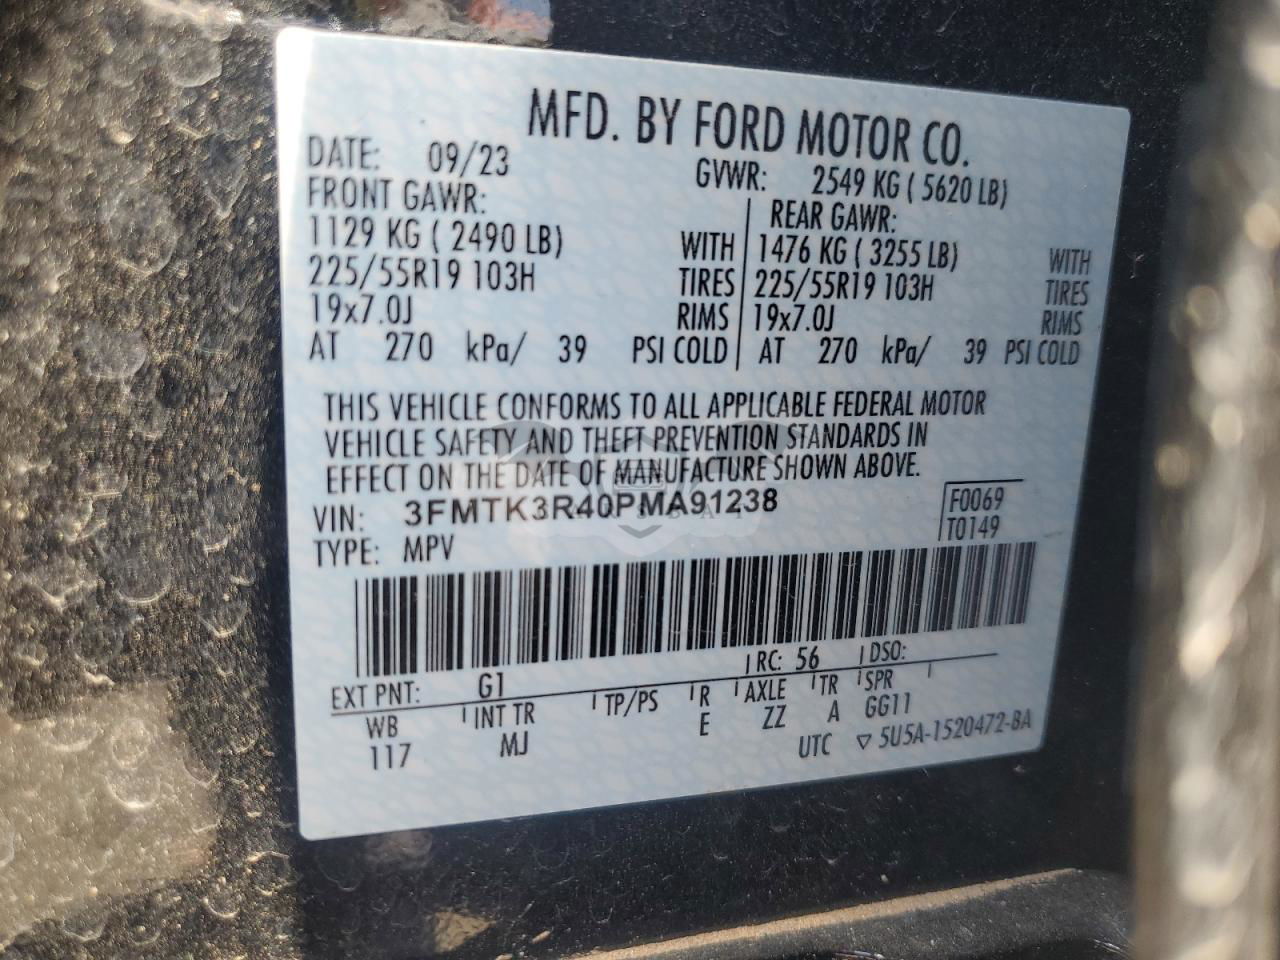 MFD. BY FORD MOTOR CO.
DATE: 09/23 GVWR: 2549 KG ( 5620 LB)
FRONT GAWR: REAR GAWR:
1129 KG ( 2490 LB) WITH 1476 KG ( 3255 LB) WITH
225/55R19 103H TIRES 225/55R19 103H TIRES
19x7.0J RIMS 19x7.0J RIMS
AT 270 kPa/ 39 PSI COLD AT 270 kPa/ 39 PSI COLD
THIS VEHICLE CONFORMS TO ALL APPLICABLE FEDERAL MOTOR
VEHICLE SAFETY AND THEFT PREVENTION STANDARDS IN
EFFECT ON THE DATE OF MANUFACTURE SHOWN ABOVE.
VIN: 3FMTK3R40PMA91238 F0069
TYPE: MPV T0149
EXT PNT: G1 RC: 56 DSO:
WB INT TR TP/PS R AXLE TR SPR
117 MJ E ZZ A GG11
UTC ▽ 5U5A-1520472-BA